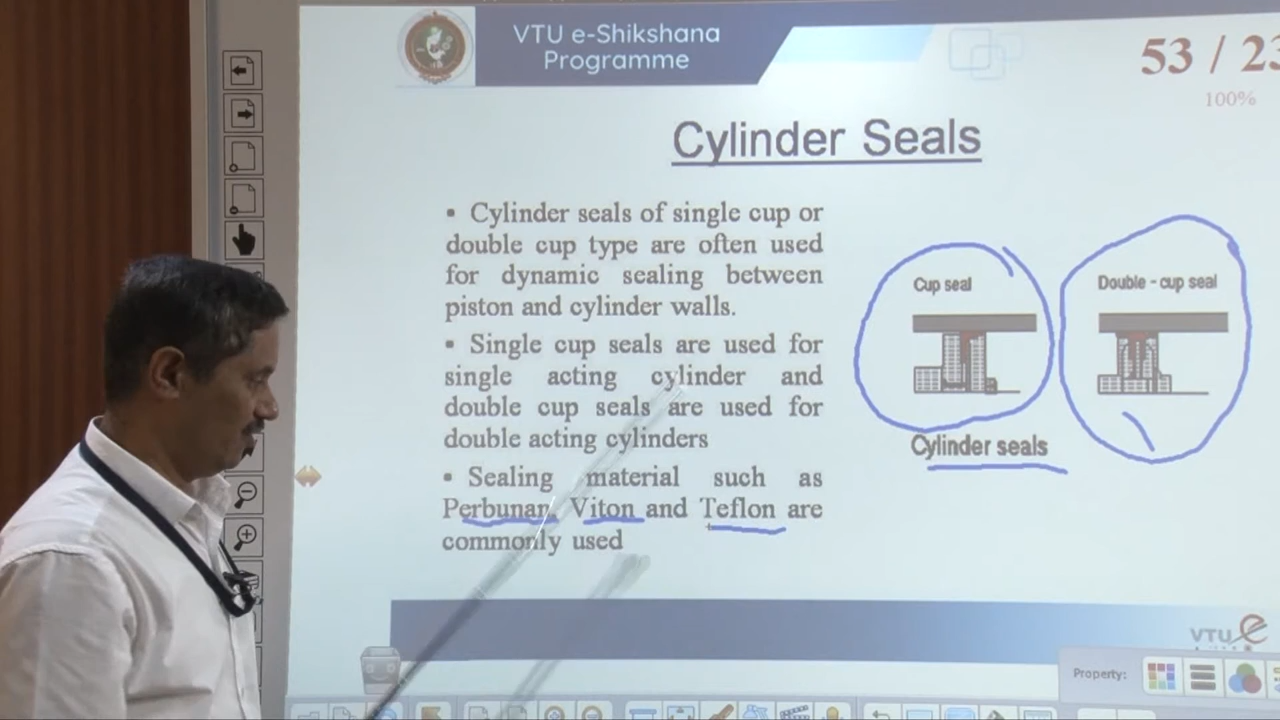 VTU e-Shikshana
Programme
53 / 23
100%
Cylinder Seals
▪ Cylinder seals of single cup or
double cup type are often used
for dynamic sealing between
piston and cylinder walls.
▪ Single cup seals are used for
single acting cylinder and
double cup seals are used for
double acting cylinders
▪ Sealing material such as
Perbunan, Viton and Teflon are
commonly used
Cup seal
Double - cup seal
Cylinder seals
VTU e
Property: